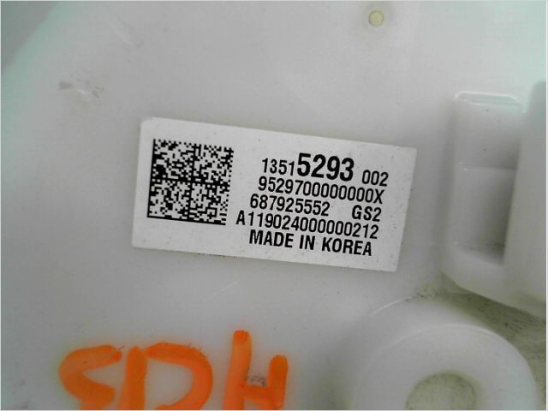 13515293 002
9529700000000X
687925552 GS2
A119024000000212
MADE IN KOREA